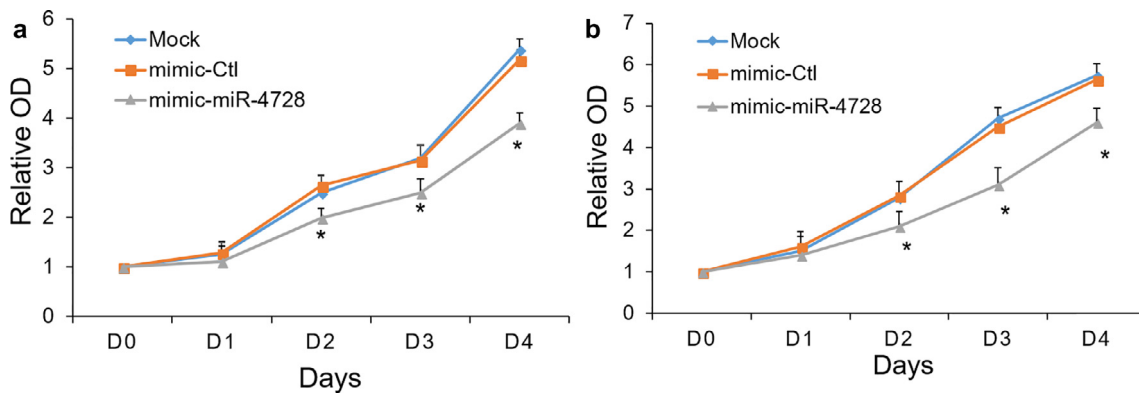 a
6
5
4
3
2
1
0
Relative OD
Mock
mimic-Ctl
mimic-miR-4728
*
*
*
D0 D1 D2 D3 D4
Days
b
7
6
5
4
3
2
1
0
Relative OD
Mock
mimic-Ctl
mimic-miR-4728
*
*
*
D0 D1 D2 D3 D4
Days